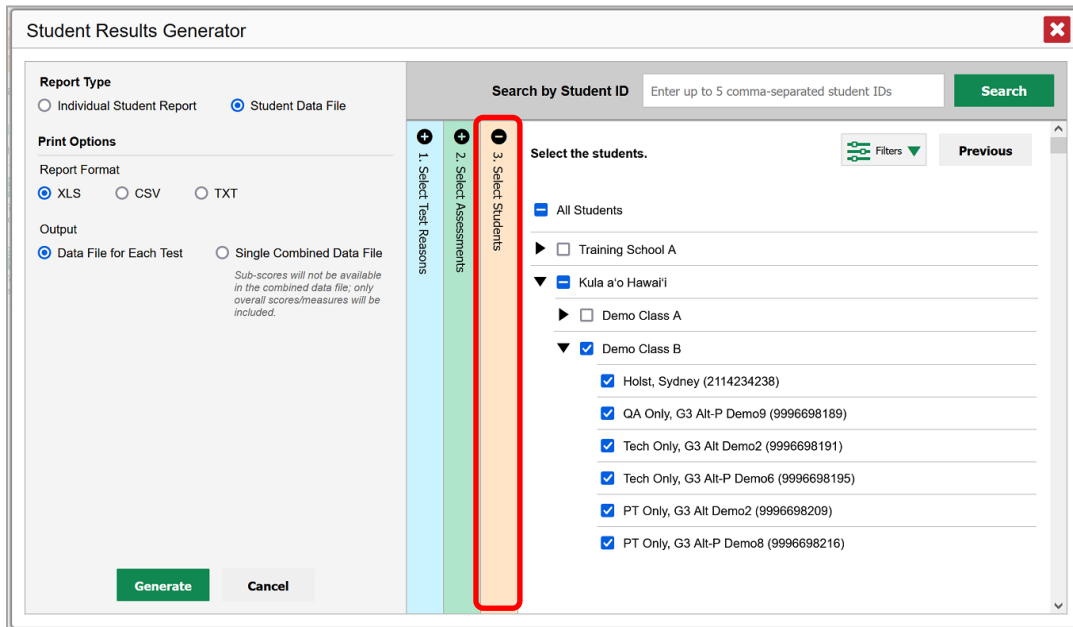 Student Results Generator
Report Type
Individual Student Report
Student Data File
Print Options
Report Format
XLS
CSV
TXT
Output
Data File for Each Test
Single Combined Data File
Sub-scores will not be available
in the combined data file; only
overall scores/measures will be
included.
Generate
Cancel
Search by Student ID
Enter up to 5 comma-separated student IDs
Search
1. Select Test Reasons
2. Select Assessments
3. Select Students
Select the students.
Filters
Previous
All Students
Training School A
Kula aʻo Hawaiʻi
Demo Class A
Demo Class B
Holst, Sydney (2114234238)
QA Only, G3 Alt-P Demo9 (9996698189)
Tech Only, G3 Alt Demo2 (9996698191)
Tech Only, G3 Alt-P Demo6 (9996698195)
PT Only, G3 Alt Demo2 (9996698209)
PT Only, G3 Alt-P Demo8 (9996698216)